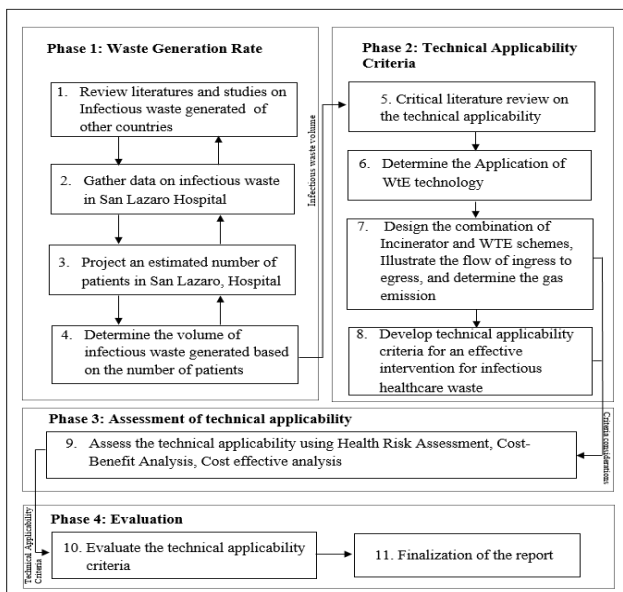 Phase 1: Waste Generation Rate
1. Review literatures and studies on
Infectious waste generated of
other countries
2. Gather data on infectious waste
in San Lazaro Hospital
3. Project an estimated number of
patients in San Lazaro, Hospital
4. Determine the volume of
infectious waste generated based
on the number of patients
Infectious waste volume
Phase 2: Technical Applicability
Criteria
5. Critical literature review on
the technical applicability
6. Determine the Application of
WtE technology
7. Design the combination of
Incinerator and WTE schemes,
Illustrate the flow of ingress to
egress, and determine the gas
emission
8. Develop technical applicability
criteria for an effective
intervention for infectious
healthcare waste
Criteria considerations
Phase 3: Assessment of technical applicability
9. Assess the technical applicability using Health Risk Assessment, Cost-
Benefit Analysis, Cost effective analysis
Technical Applicability
Criteria
Phase 4: Evaluation
10. Evaluate the technical applicability
criteria
11. Finalization of the report